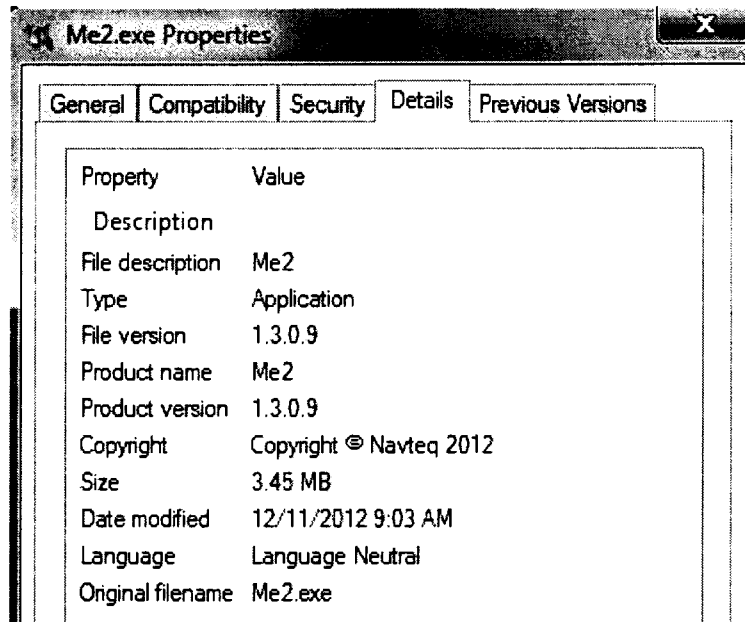 Me2.exe Properties
General Compatibility Security Details Previous Versions
Property Value
Description
File description Me2
Type Application
File version 1.3.0.9
Product name Me2
Product version 1.3.0.9
Copyright Copyright © Navteq 2012
Size 3.45 MB
Date modified 12/11/2012 9:03 AM
Language Language Neutral
Original filename Me2.exe